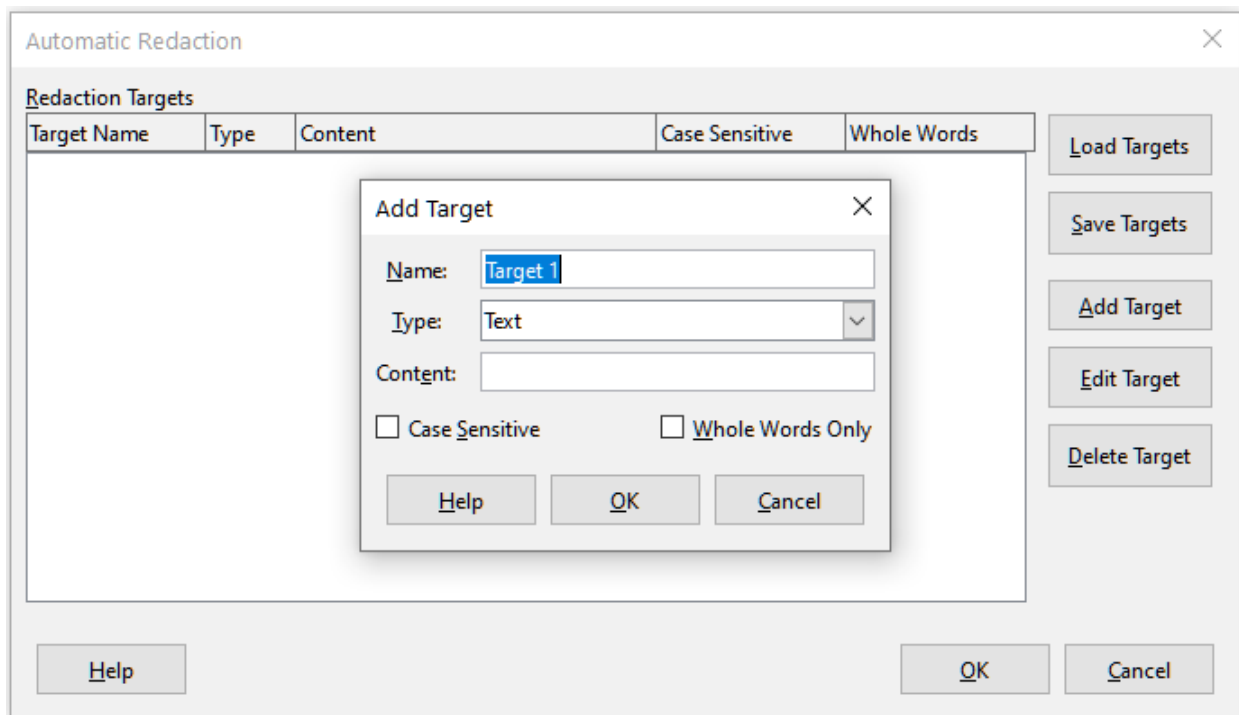 Automatic Redaction
Redaction Targets
Target Name Type Content Case Sensitive Whole Words
Load Targets
Save Targets
Add Target
Edit Target
Delete Target
Add Target
Name: Target 1
Type: Text
Content:
Case Sensitive Whole Words Only
Help OK Cancel
Help OK Cancel